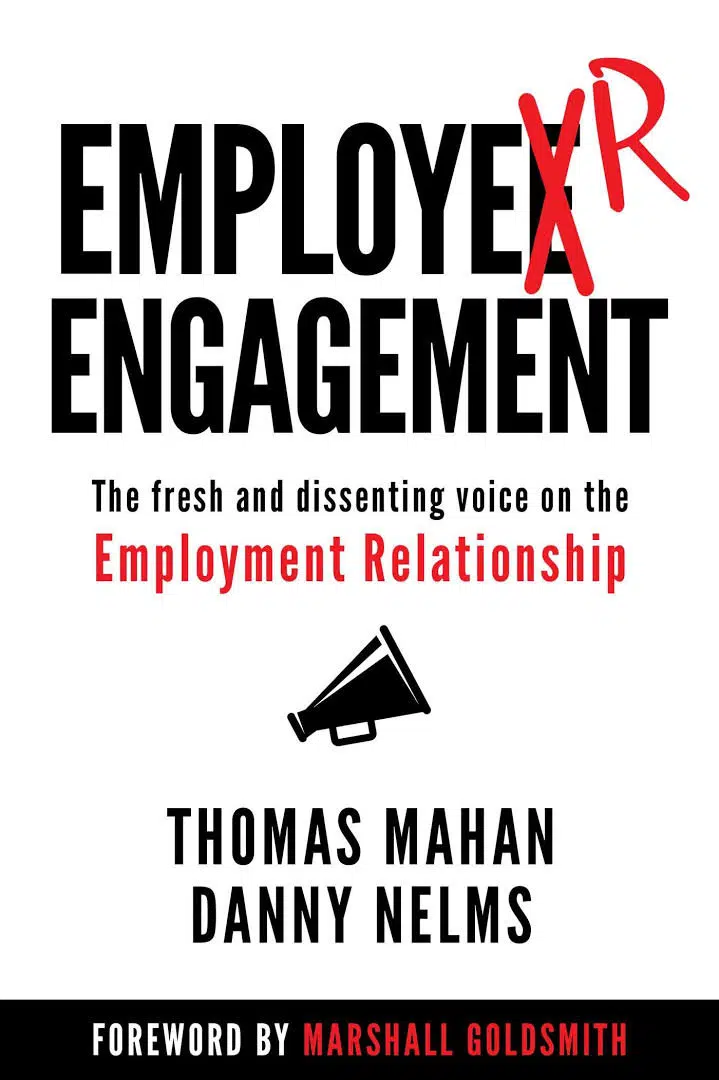 EMPLOYEE R
ENGAGEMENT
The fresh and dissenting voice on the
Employment Relationship
THOMAS MAHAN
DANNY NELMS
FOREWORD BY MARSHALL GOLDSMITH